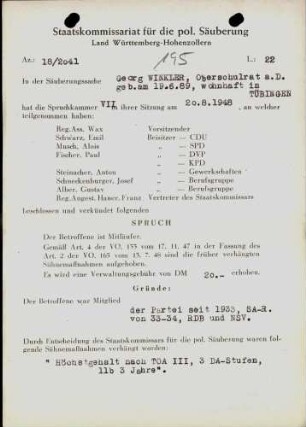 Staatskommissariat für die pol. Säuberung
Land Württemberg-Hohenzollern
195
Az.: 18/2041 L.: 22
In der Säuberungssache Georg WINKLER, Oberschulrat a.D.
geb.am 19.6.89, wohnhaft in
TÜBINGEN
hat die Spruchkammer VII in ihrer Sitzung am 20.8.1948, an welcher
teilgenommen haben:
Reg.Ass. Wax Vorsitzender
Schwarz, Emil Beisitzer — CDU
Musch, Alois „ — SPD
Fischer, Paul „ — DVP
„ — KPD
Steinacher, Anton „ — Gewerkschaften
Schneckenburger, Josef „ — Berufsgruppe
Alber, Gustav „ — Berufsgruppe
Reg.Angest. Hamer, Franz Vertreter des Staatskommissars
beschlossen und verkündet folgenden
SPRUCH
Der Betroffene ist Mitläufer.
Gemäß Art. 4 der VO. 133 vom 17. 11. 47 in der Fassung des
Art. 2 der VO. 165 vom 13. 7. 48 sind die früher verhängten
Sühnemaßnahmen aufgehoben.
Es wird eine Verwaltungsgebühr von DM 20.- erhoben.
Gründe:
Der Betroffene war Mitglied
der Partei seit 1933, SA-R.
von 33-34, RDB und NSV.
Durch Entscheidung des Staatskommissars für die pol. Säuberung waren fol-
gende Sühnemaßnahmen verhängt worden:
" Höchstgehalt nach TOA III, 3 DA-Stufen,
11b 3 Jahre".